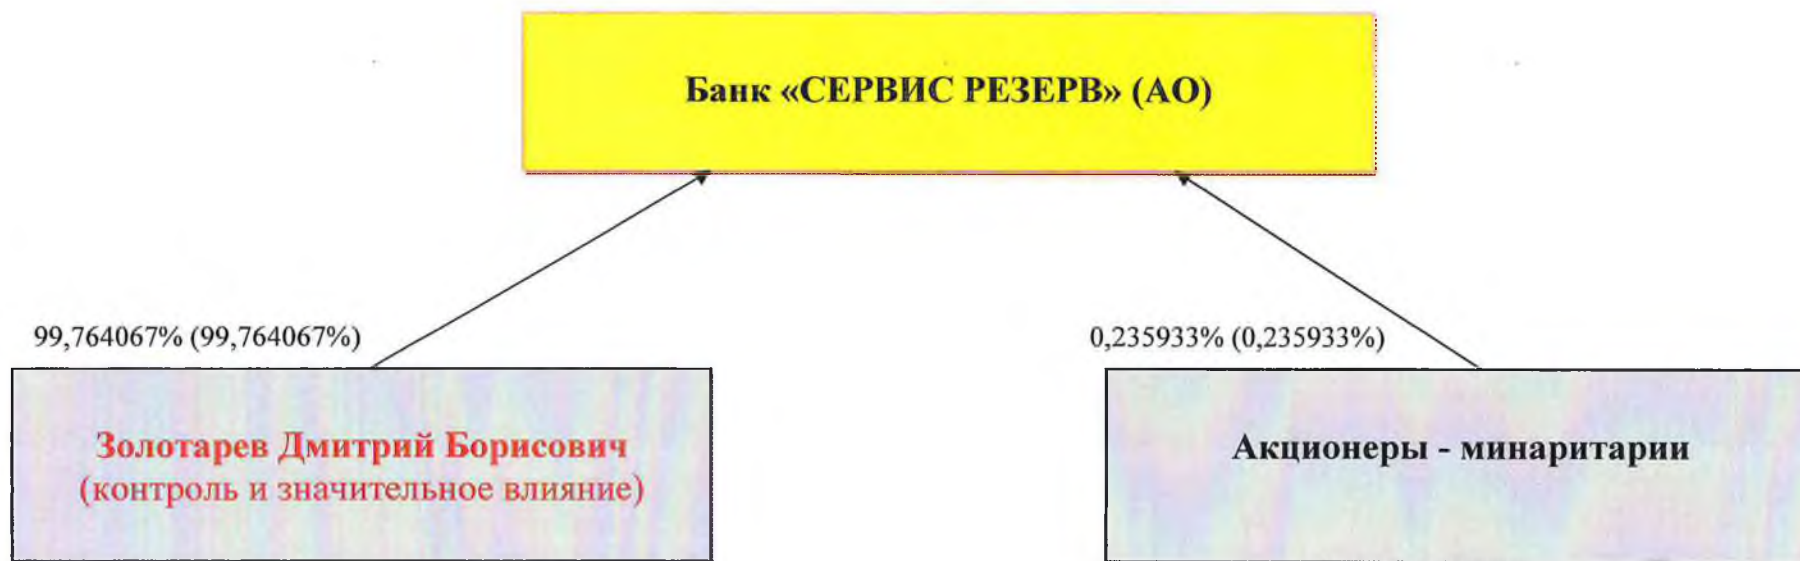 Банк «СЕРВИС РЕЗЕРВ» (АО)
99,764067% (99,764067%)
0,235933% (0,235933%)
Золотарев Дмитрий Борисович
(контроль и значительное влияние)
Акционеры - минаритарии